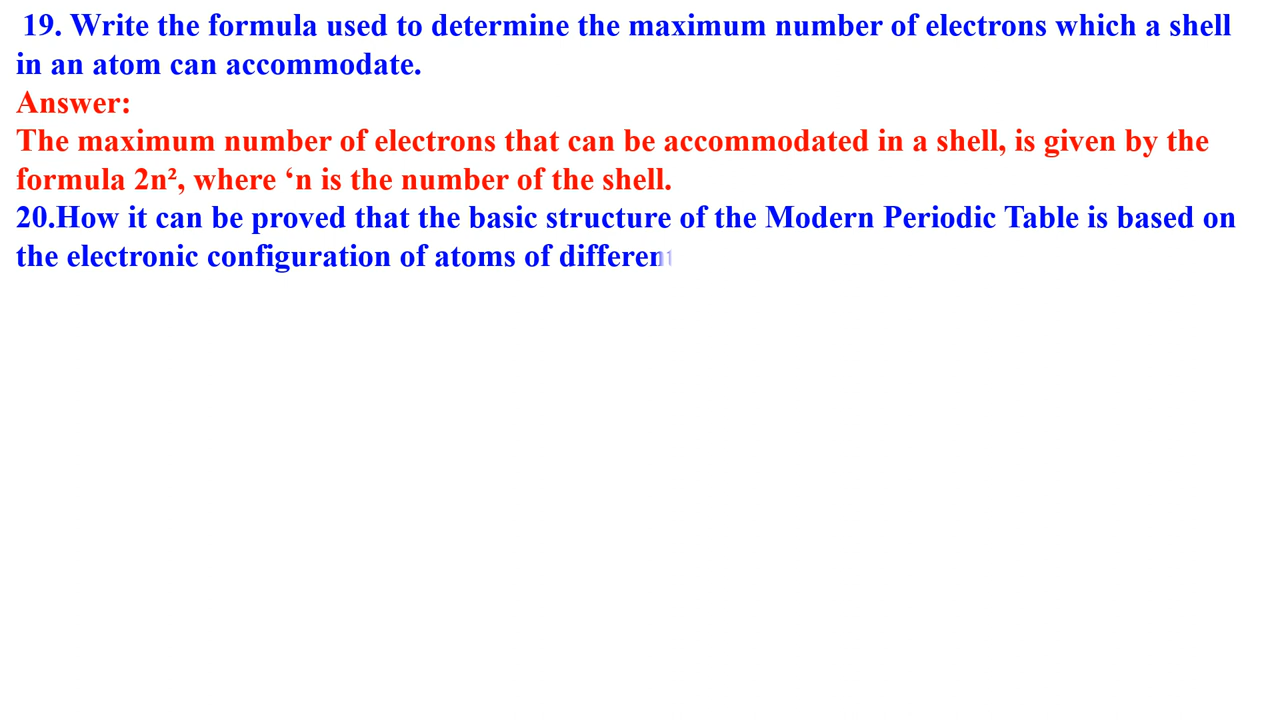 19. Write the formula used to determine the maximum number of electrons which a shell
in an atom can accommodate.
Answer:
The maximum number of electrons that can be accommodated in a shell, is given by the
formula 2n², where ‘n is the number of the shell.
20.How it can be proved that the basic structure of the Modern Periodic Table is based on
the electronic configuration of atoms of different